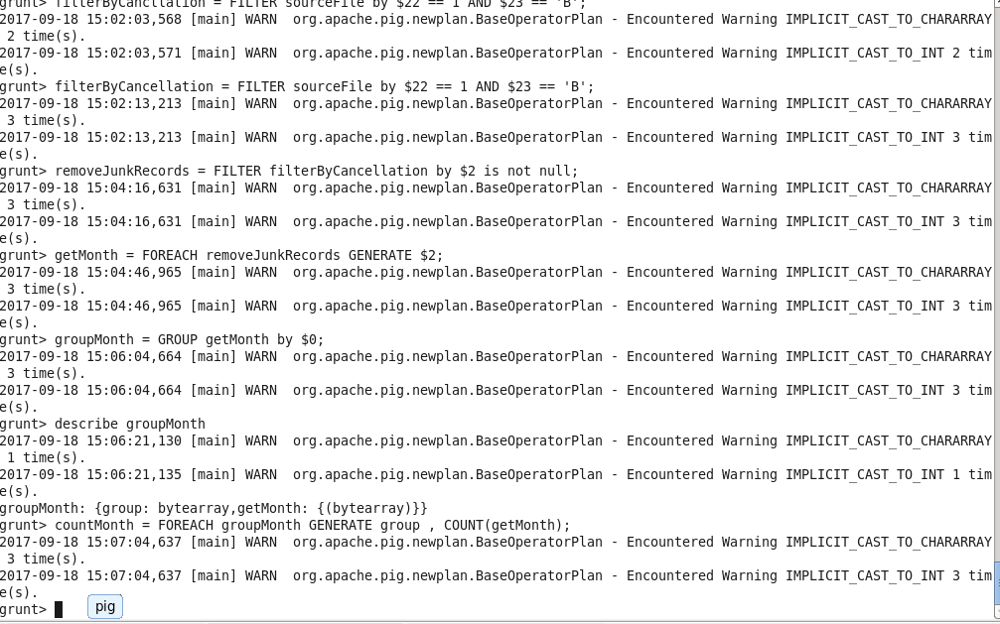 grunt> filterByCancllation = FILTER sourceFile by $22 == 1 AND $23 == 'B';
2017-09-18 15:02:03,568 [main] WARN  org.apache.pig.newplan.BaseOperatorPlan - Encountered Warning IMPLICIT_CAST_TO_CHARARRAY
 2 time(s).
2017-09-18 15:02:03,571 [main] WARN  org.apache.pig.newplan.BaseOperatorPlan - Encountered Warning IMPLICIT_CAST_TO_INT 2 tim
e(s).
grunt> filterByCancellation = FILTER sourceFile by $22 == 1 AND $23 == 'B';
2017-09-18 15:02:13,213 [main] WARN  org.apache.pig.newplan.BaseOperatorPlan - Encountered Warning IMPLICIT_CAST_TO_CHARARRAY
 3 time(s).
2017-09-18 15:02:13,213 [main] WARN  org.apache.pig.newplan.BaseOperatorPlan - Encountered Warning IMPLICIT_CAST_TO_INT 3 tim
e(s).
grunt> removeJunkRecords = FILTER filterByCancellation by $2 is not null;
2017-09-18 15:04:16,631 [main] WARN  org.apache.pig.newplan.BaseOperatorPlan - Encountered Warning IMPLICIT_CAST_TO_CHARARRAY
 3 time(s).
2017-09-18 15:04:16,631 [main] WARN  org.apache.pig.newplan.BaseOperatorPlan - Encountered Warning IMPLICIT_CAST_TO_INT 3 tim
e(s).
grunt> getMonth = FOREACH removeJunkRecords GENERATE $2;
2017-09-18 15:04:46,965 [main] WARN  org.apache.pig.newplan.BaseOperatorPlan - Encountered Warning IMPLICIT_CAST_TO_CHARARRAY
 3 time(s).
2017-09-18 15:04:46,965 [main] WARN  org.apache.pig.newplan.BaseOperatorPlan - Encountered Warning IMPLICIT_CAST_TO_INT 3 tim
e(s).
grunt> groupMonth = GROUP getMonth by $0;
2017-09-18 15:06:04,664 [main] WARN  org.apache.pig.newplan.BaseOperatorPlan - Encountered Warning IMPLICIT_CAST_TO_CHARARRAY
 3 time(s).
2017-09-18 15:06:04,664 [main] WARN  org.apache.pig.newplan.BaseOperatorPlan - Encountered Warning IMPLICIT_CAST_TO_INT 3 tim
e(s).
grunt> describe groupMonth
2017-09-18 15:06:21,130 [main] WARN  org.apache.pig.newplan.BaseOperatorPlan - Encountered Warning IMPLICIT_CAST_TO_CHARARRAY
 1 time(s).
2017-09-18 15:06:21,135 [main] WARN  org.apache.pig.newplan.BaseOperatorPlan - Encountered Warning IMPLICIT_CAST_TO_INT 1 tim
e(s).
groupMonth: {group: bytearray,getMonth: {(bytearray)}}
grunt> countMonth = FOREACH groupMonth GENERATE group , COUNT(getMonth);
2017-09-18 15:07:04,637 [main] WARN  org.apache.pig.newplan.BaseOperatorPlan - Encountered Warning IMPLICIT_CAST_TO_CHARARRAY
 3 time(s).
2017-09-18 15:07:04,637 [main] WARN  org.apache.pig.newplan.BaseOperatorPlan - Encountered Warning IMPLICIT_CAST_TO_INT 3 tim
e(s).
grunt>
pig